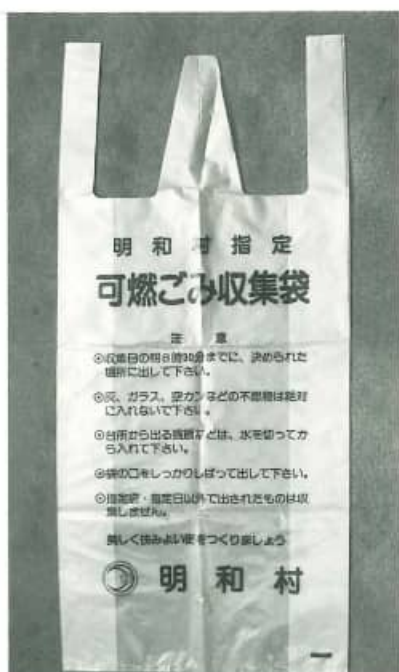 明和村指定
可燃ごみ収集袋
注意
◎収集日の朝8時30分までに、決められた
場所に出して下さい。
◎灰、ガラス、空カンなどの不燃物は絶対
に入れないで下さい。
◎台所から出る残飯などは、水を切ってか
ら入れて下さい。
◎袋の口をしっかりしばって出して下さい。
◎指定袋・指定日以外で出されたものは収
集しません。
美しく住みよい町をつくりましょう
明和村